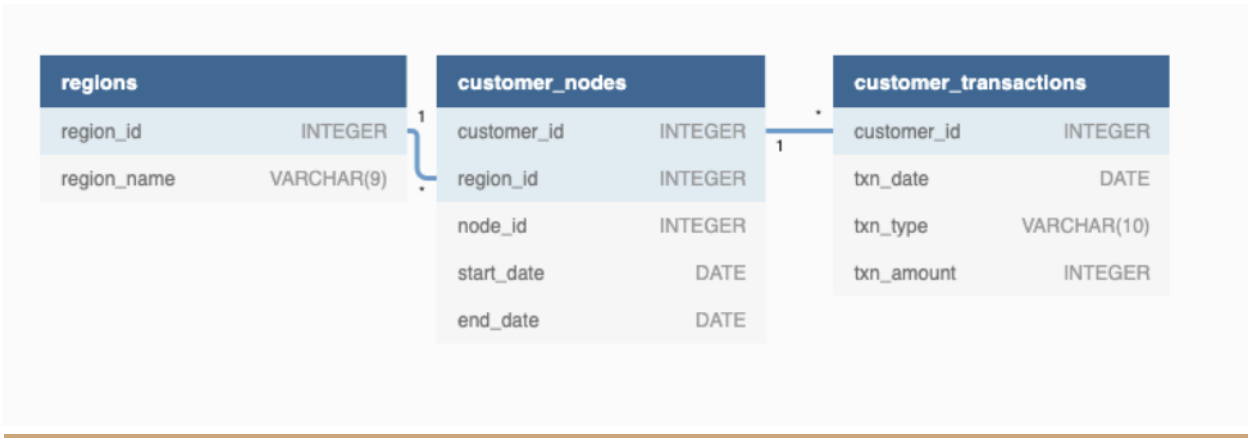 regions
region_id INTEGER
region_name VARCHAR(9)
1
*
customer_nodes
customer_id INTEGER
region_id INTEGER
node_id INTEGER
start_date DATE
end_date DATE
1
*
customer_transactions
customer_id INTEGER
txn_date DATE
txn_type VARCHAR(10)
txn_amount INTEGER